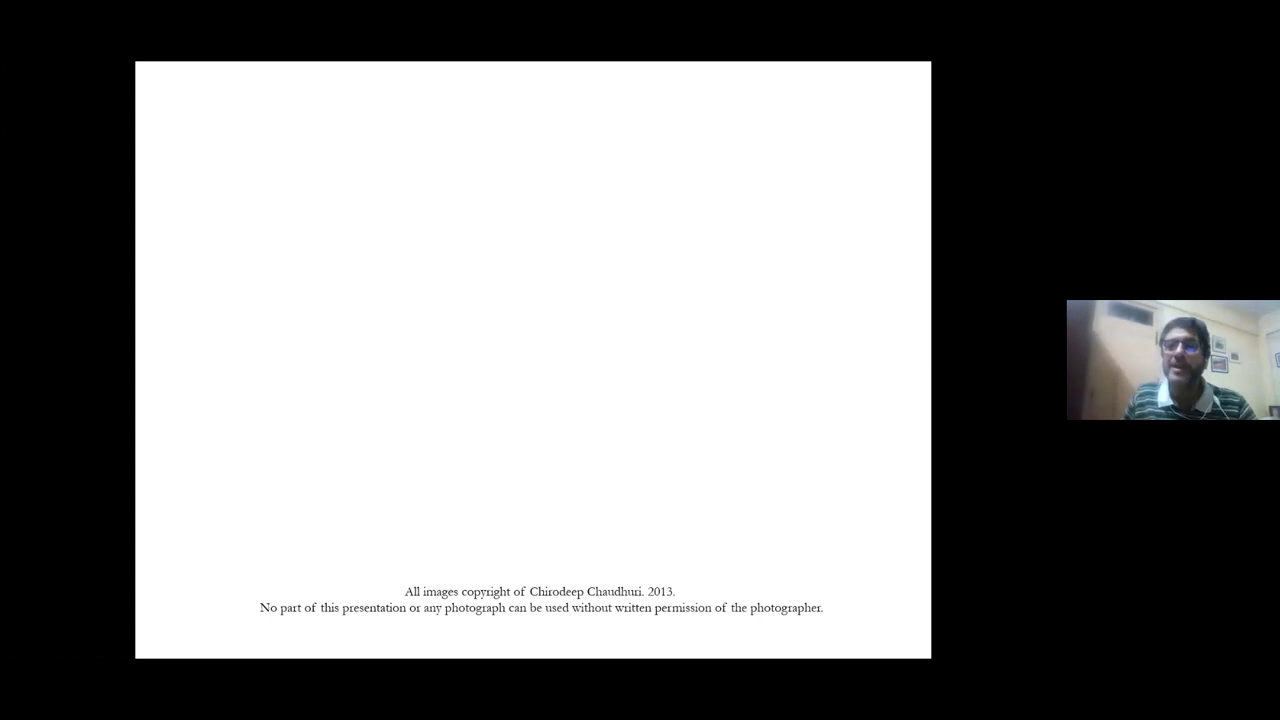 All images copyright of Chirodeep Chaudhuri. 2013.
No part of this presentation or any photograph can be used without written permission of the photographer.